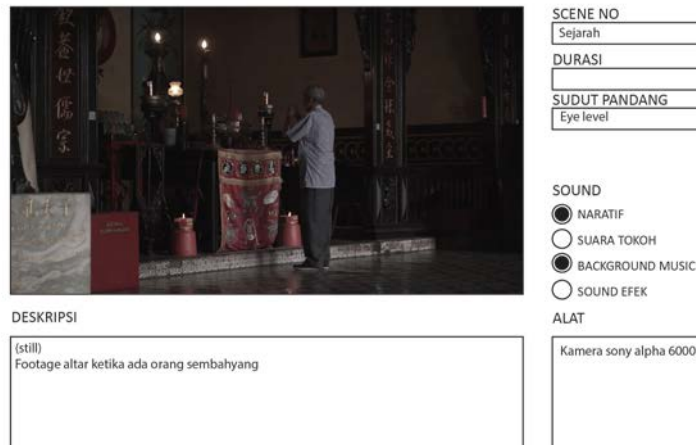 SCENE NO
Sejarah
DURASI
SUDUT PANDANG
Eye level
SOUND
NARATIF
SUARA TOKOH
BACKGROUND MUSIC
SOUND EFEK
DESKRIPSI
(still)
Footage altar ketika ada orang sembahyang
ALAT
Kamera sony alpha 6000